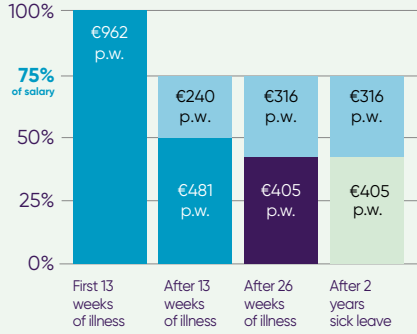 100%
75%
of salary
50%
25%
0%
€962
p.w.
€240
p.w.
€481
p.w.
€316
p.w.
€405
p.w.
€316
p.w.
€405
p.w.
First 13
weeks
of illness
After 13
weeks
of illness
After 26
weeks
of illness
After 2
years
sick leave